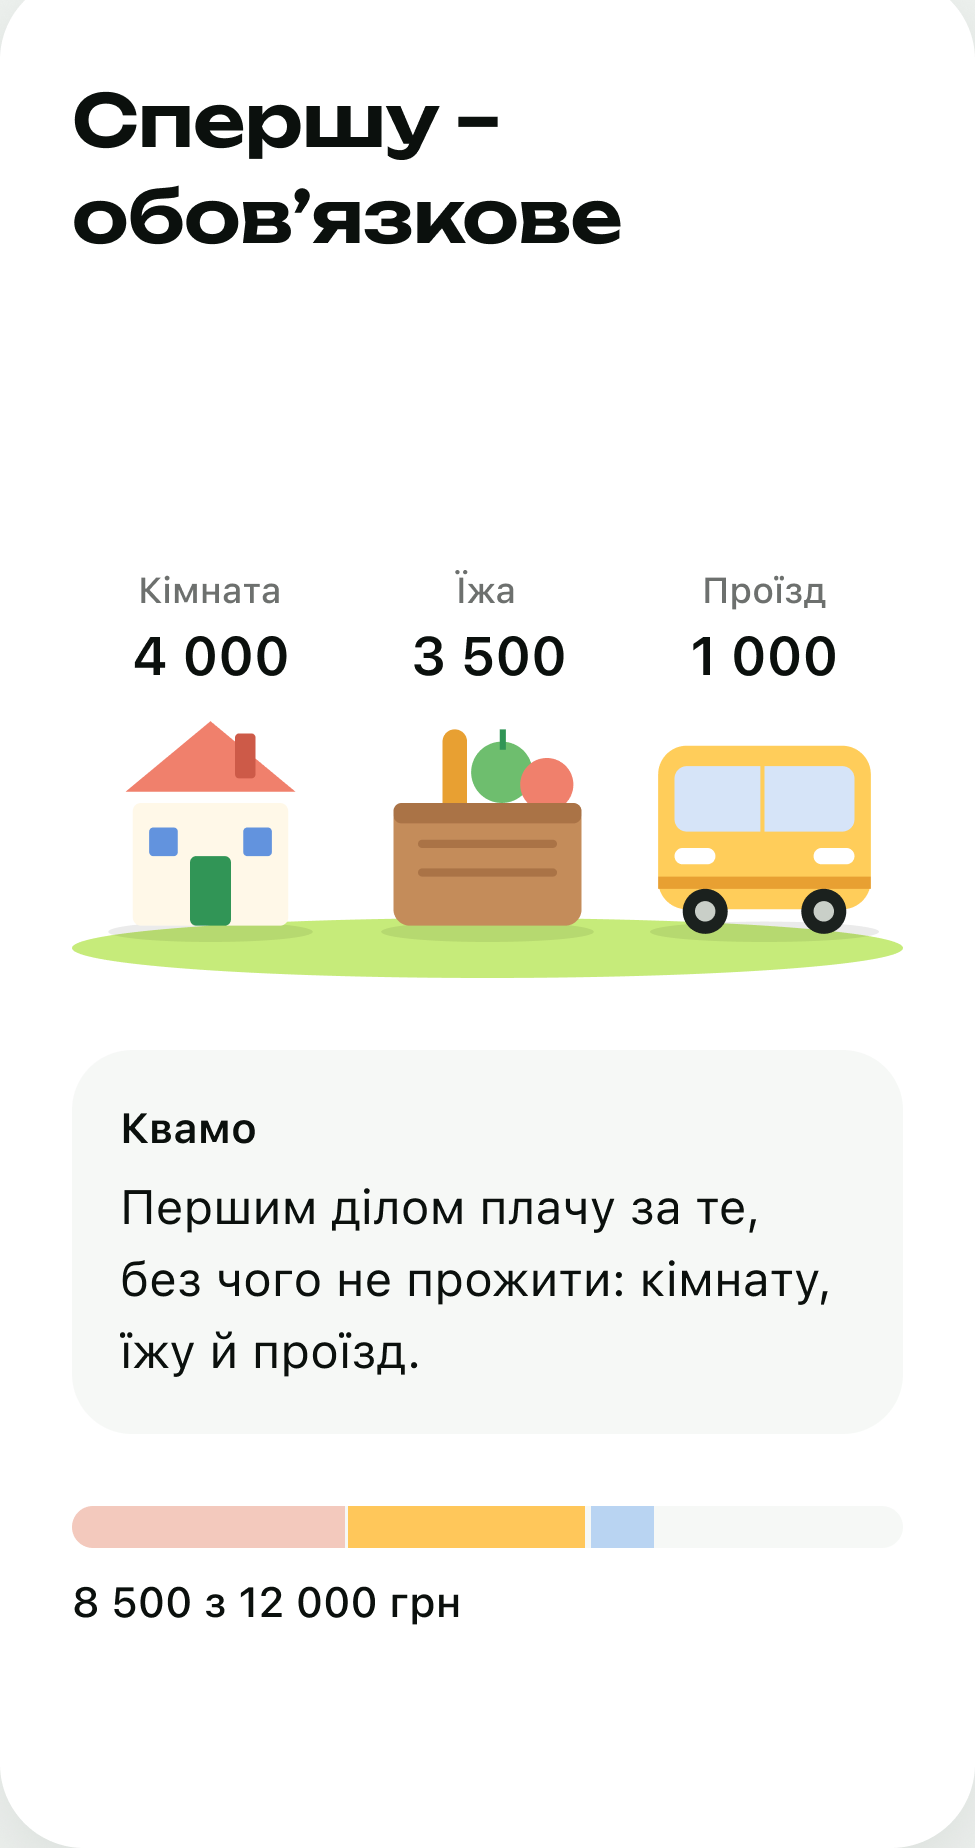 Спершу –
обов’язкове
Кімната Їжа Проїзд
4 000 3 500 1 000
Квамо
Першим ділом плачу за те,
без чого не прожити: кімнату,
їжу й проїзд.
8 500 з 12 000 грн